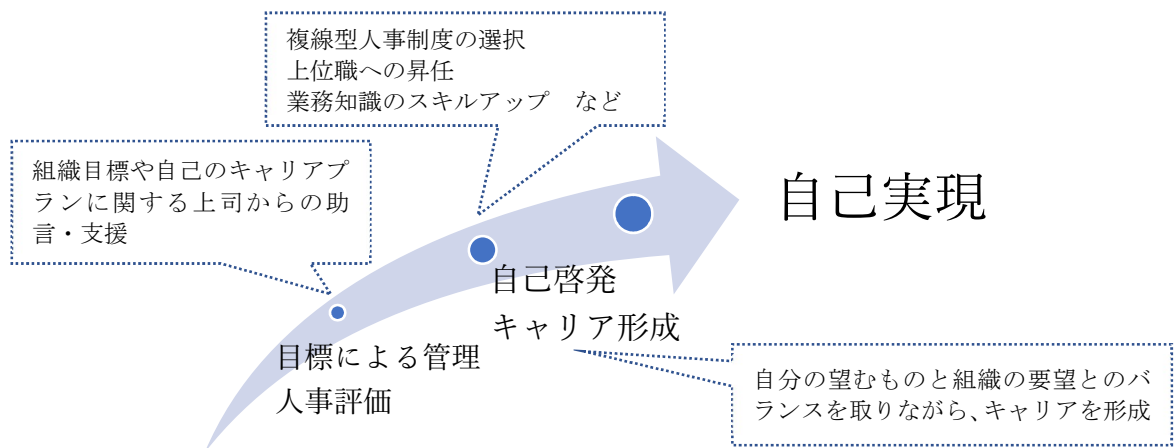 複線型人事制度の選択
上位職への昇任
業務知識のスキルアップ　など
組織目標や自己のキャリアプ
ランに関する上司からの助
言・支援
自己実現
自己啓発
キャリア形成
目標による管理
人事評価
自分の望むものと組織の要望とのバ
ランスを取りながら、キャリアを形成